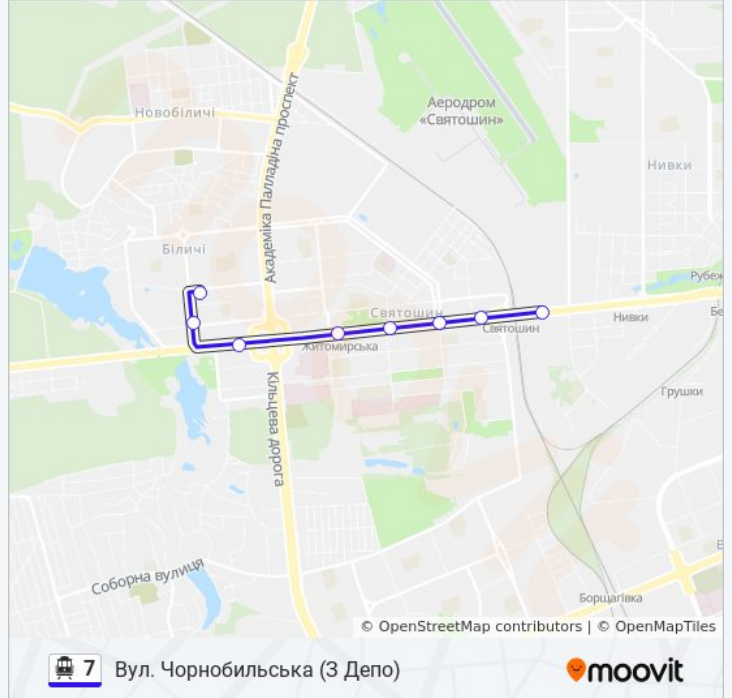 Новобіличі
Академіка Палладіна проспект
Аеродром
«Святошин»
Нивки
Біличі
Рубеж
Святошин
Святошин
Нивки
Бе
Житомирська
Грушки
Кільцева дорога
Соборна вулиця
В
Борщагівка
© OpenStreetMap contributors | © OpenMapTiles
7 Вул. Чорнобильська (З Депо) moovit